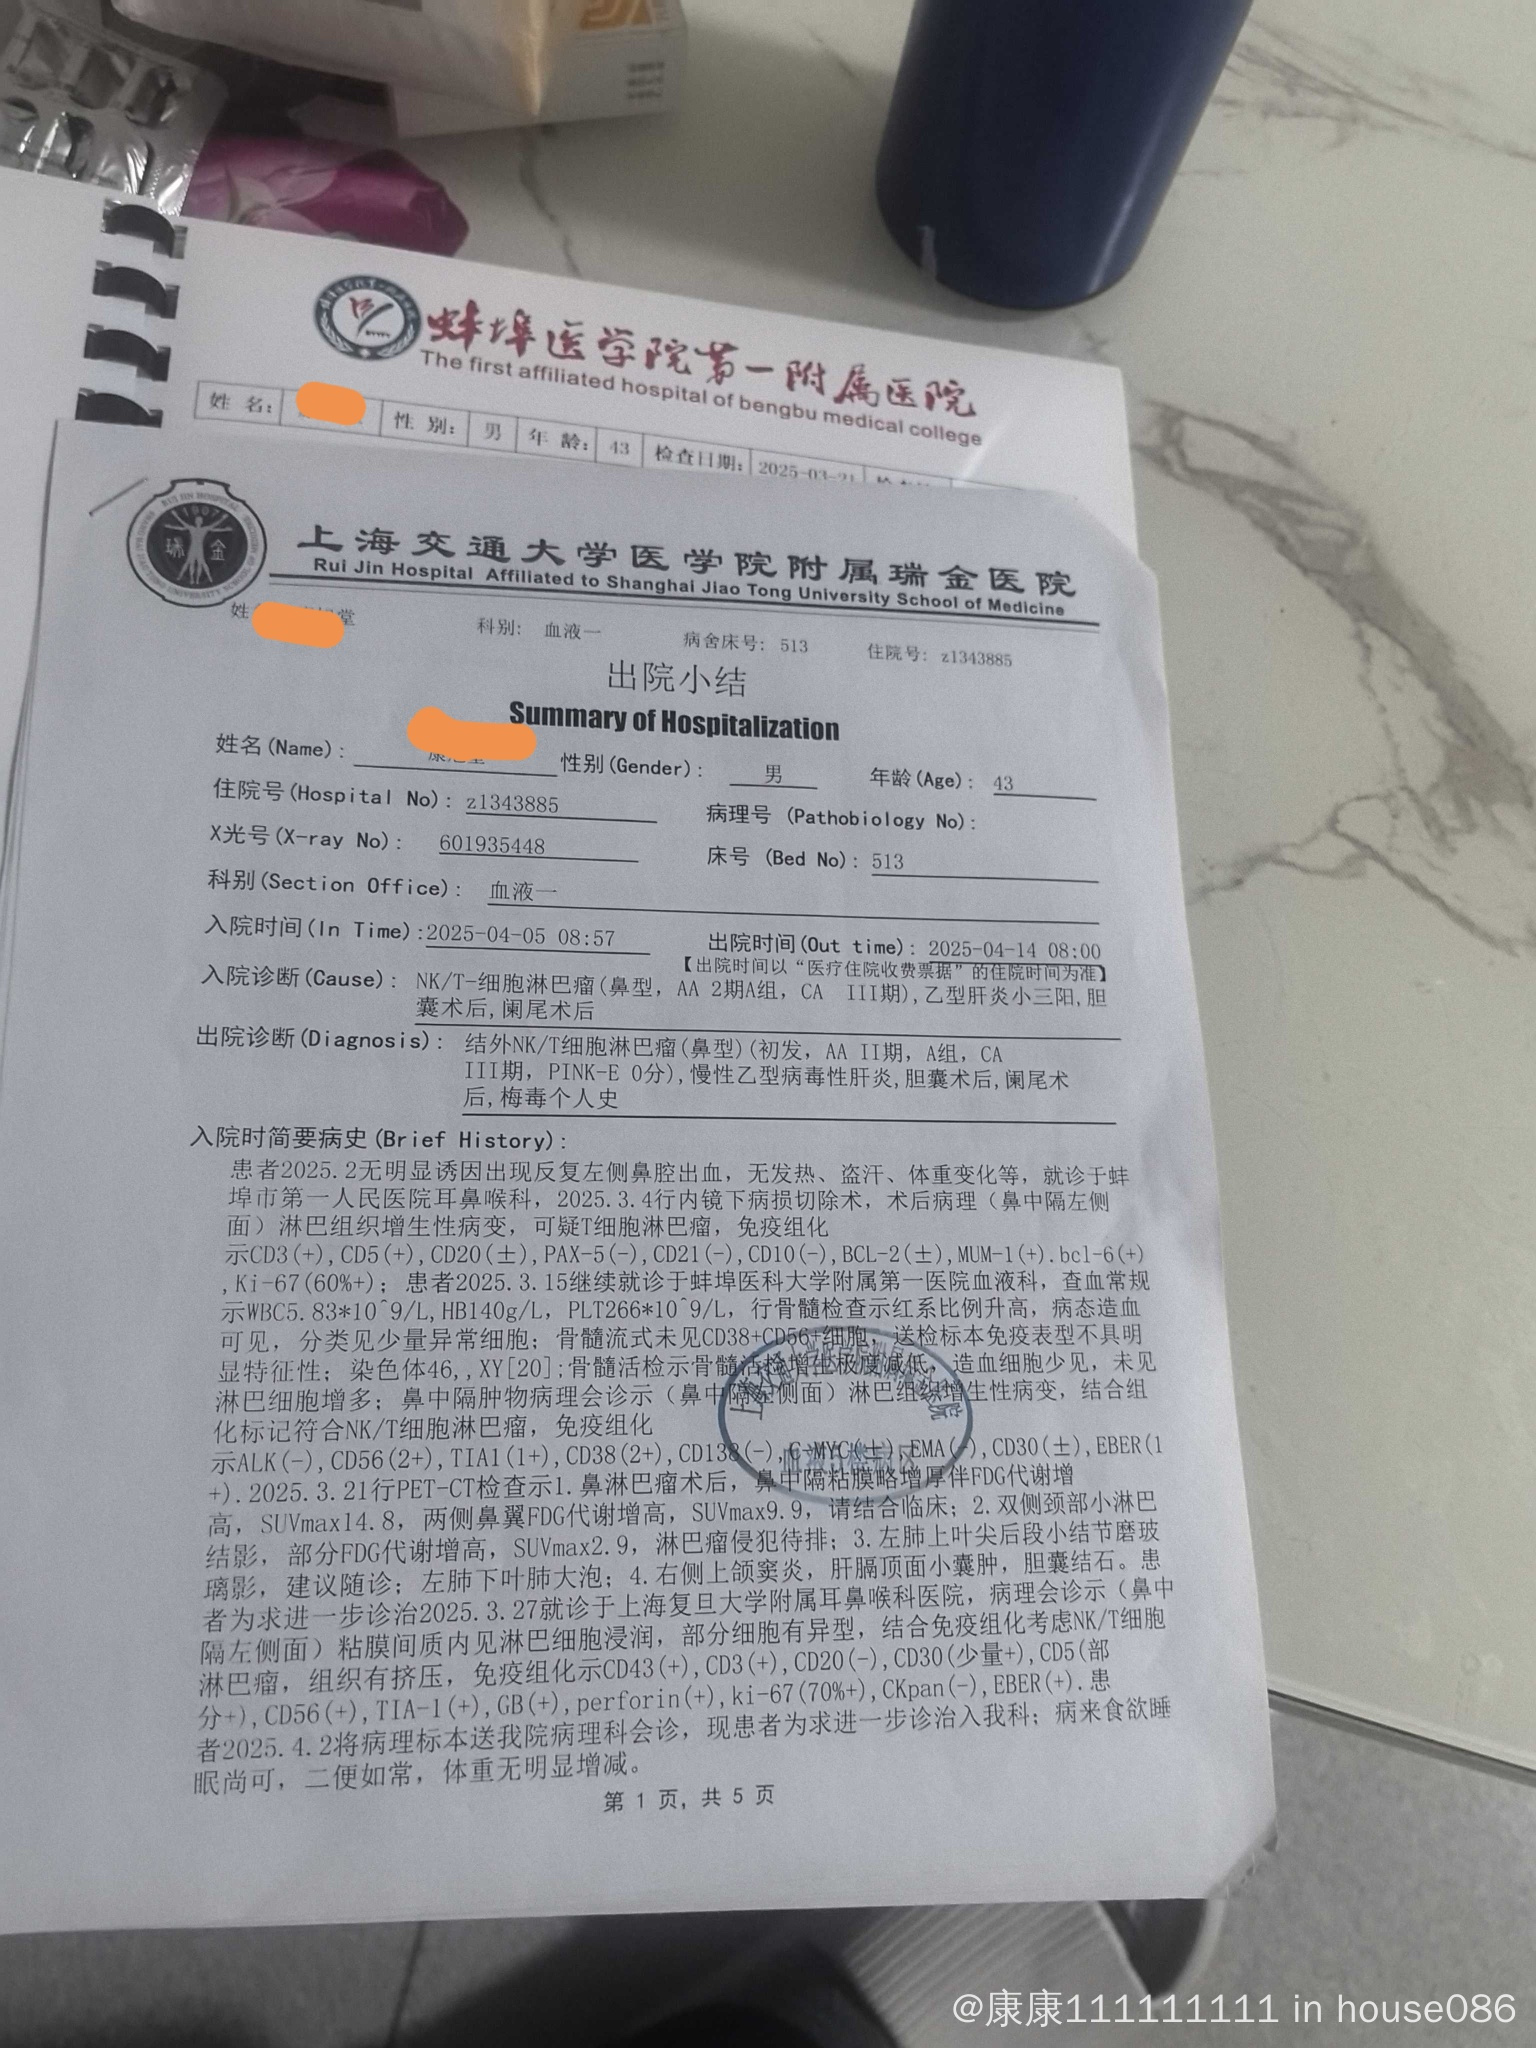 蚌埠医学院第一附属医院
The first affiliated hospital of bengbu medical college
姓 名: 性 别: 男 年 龄: 43 检查日期: 2025-03-21
上海交通大学医学院附属瑞金医院
Rui Jin Hospital Affiliated to Shanghai Jiao Tong University School of Medicine
瑞 金
1907
姓 堂 科别: 血液一 病舍床号: 513 住院号: z1343885
出院小结
Summary of Hospitalization
姓名(Name): 性别(Gender): 男 年龄(Age): 43
住院号(Hospital No): z1343885 病理号 (Pathobiology No):
X光号(X-ray No): 601935448 床号 (Bed No): 513
科别(Section Office): 血液一
入院时间(In Time):2025-04-05 08:57 出院时间(Out time): 2025-04-14 08:00
【出院时间以“医疗住院收费票据”的住院时间为准】
入院诊断(Cause): NK/T-细胞淋巴瘤(鼻型, AA 2期A组, CA III期),乙型肝炎小三阳,胆
囊术后,阑尾术后
出院诊断(Diagnosis): 结外NK/T细胞淋巴瘤(鼻型)(初发, AA II期, A组, CA
III期, PINK-E 0分),慢性乙型病毒性肝炎,胆囊术后,阑尾术
后,梅毒个人史
入院时简要病史(Brief History):
患者2025.2无明显诱因出现反复左侧鼻腔出血，无发热、盗汗、体重变化等，就诊于蚌
埠市第一人民医院耳鼻喉科，2025.3.4行内镜下病损切除术，术后病理（鼻中隔左侧
面）淋巴组织增生性病变，可疑T细胞淋巴瘤，免疫组化
示CD3(+),CD5(+),CD20(±),PAX-5(-),CD21(-),CD10(-),BCL-2(±),MUM-1(+).bcl-6(+)
,Ki-67(60%+)；患者2025.3.15继续就诊于蚌埠医科大学附属第一医院血液科，查血常规
示WBC5.83*10^9/L,HB140g/L，PLT266*10^9/L，行骨髓检查示红系比例升高，病态造血
可见，分类见少量异常细胞；骨髓流式未见CD38+CD56+细胞，送检标本免疫表型不具明
显特征性；染色体46,,XY[20];骨髓活检示骨髓活检增生极度减低，造血细胞少见，未见
淋巴细胞增多；鼻中隔肿物病理会诊示（鼻中隔左侧面）淋巴组织增生性病变，结合组
化标记符合NK/T细胞淋巴瘤，免疫组化
示ALK(-),CD56(2+),TIA1(1+),CD38(2+),CD138(-),C-MYC(±),EMA(-),CD30(±),EBER(1
+).2025.3.21行PET-CT检查示1.鼻淋巴瘤术后，鼻中隔粘膜略增厚伴FDG代谢增
高，SUVmax14.8，两侧鼻翼FDG代谢增高，SUVmax9.9，请结合临床；2.双侧颈部小淋巴
结影，部分FDG代谢增高，SUVmax2.9，淋巴瘤侵犯待排；3.左肺上叶尖后段小结节磨玻
璃影，建议随诊；左肺下叶肺大泡；4.右侧上颌窦炎，肝膈顶面小囊肿，胆囊结石。患
者为求进一步诊治2025.3.27就诊于上海复旦大学附属耳鼻喉科医院，病理会诊示（鼻中
隔左侧面）粘膜间质内见淋巴细胞浸润，部分细胞有异型，结合免疫组化考虑NK/T细胞
淋巴瘤，组织有挤压，免疫组化示CD43(+),CD3(+),CD20(-),CD30(少量+),CD5(部
分+),CD56(+),TIA-1(+),GB(+),perforin(+),ki-67(70%+),CKpan(-),EBER(+).患
者2025.4.2将病理标本送我院病理科会诊，现患者为求进一步诊治入我科；病来食欲睡
眠尚可，二便如常，体重无明显增减。
第 1 页, 共 5 页
@康康111111111 in house086